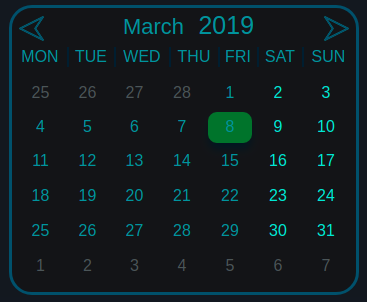 March 2019
MON TUE WED THU FRI SAT SUN
25 26 27 28 1 2 3
4 5 6 7 8 9 10
11 12 13 14 15 16 17
18 19 20 21 22 23 24
25 26 27 28 29 30 31
1 2 3 4 5 6 7